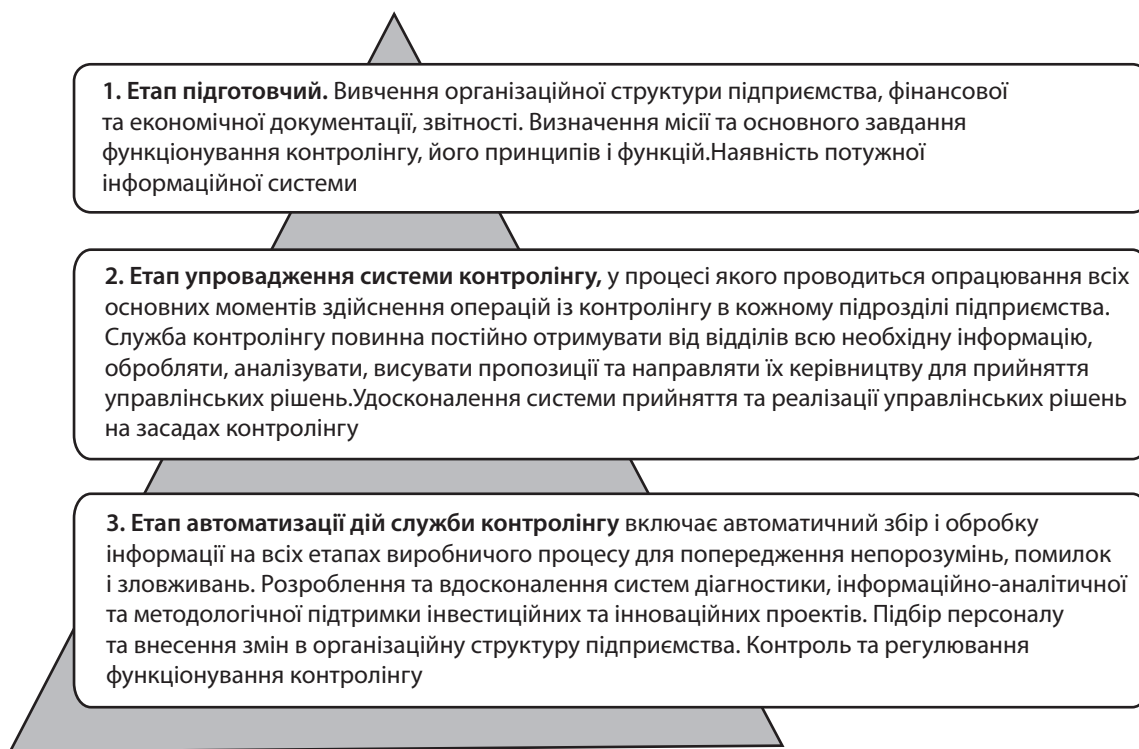 1. Етап підготовчий. Вивчення організаційної структури підприємства, фінансової
та економічної документації, звітності. Визначення місії та основного завдання
функціонування контролінгу, його принципів і функцій.Наявність потужної
інформаційної системи
2. Етап упровадження системи контролінгу, у процесі якого проводиться опрацювання всіх
основних моментів здійснення операцій із контролінгу в кожному підрозділі підприємства.
Служба контролінгу повинна постійно отримувати від відділів всю необхідну інформацію,
обробляти, аналізувати, висувати пропозиції та направляти їх керівництву для прийняття
управлінських рішень.Удосконалення системи прийняття та реалізації управлінських рішень
на засадах контролінгу
3. Етап автоматизації дій служби контролінгу включає автоматичний збір і обробку
інформації на всіх етапах виробничого процесу для попередження непорозумінь, помилок
і зловживань. Розроблення та вдосконалення систем діагностики, інформаційно-аналітичної
та методологічної підтримки інвестиційних та інноваційних проектів. Підбір персоналу
та внесення змін в організаційну структуру підприємства. Контроль та регулювання
функціонування контролінгу